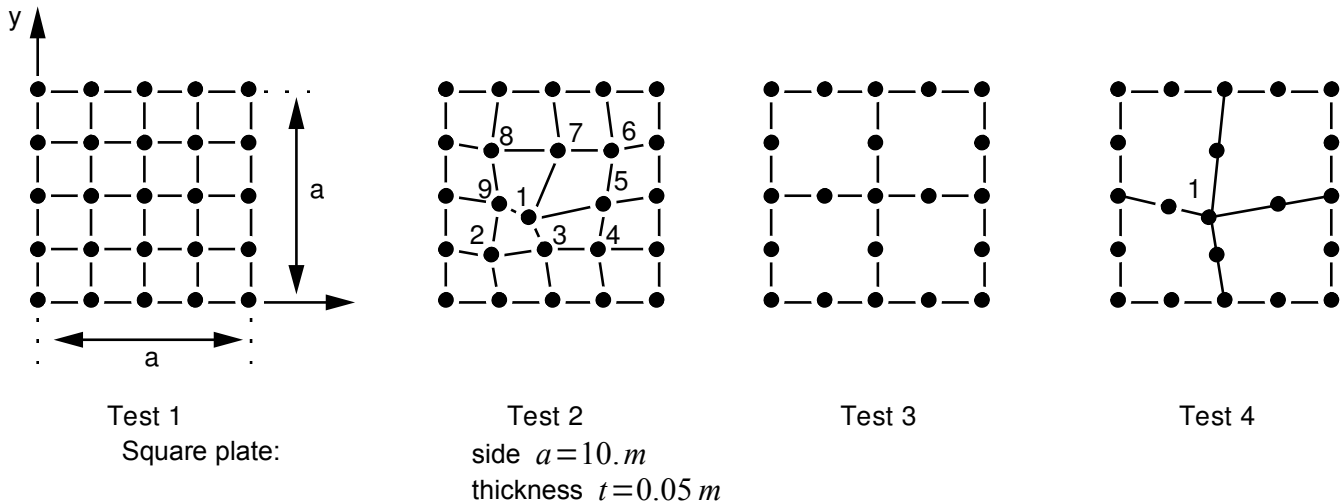 y
a
a
8 7 6
9 1 5
2 3 4
1
Test 1 Test 2 Test 3 Test 4
Square plate: side a=10.m
thickness t=0.05m